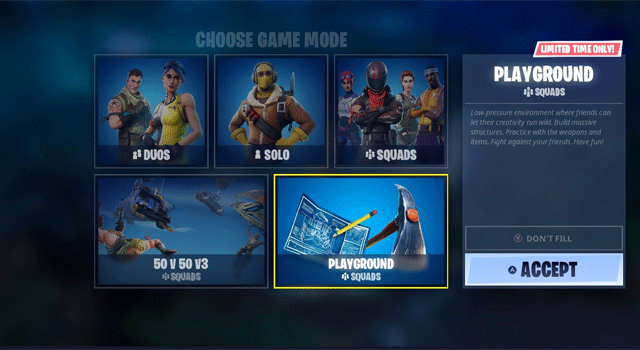 CHOOSE GAME MODE
LIMITED TIME ONLY!
PLAYGROUND
SQUADS
Low-pressure environment where friends can
let their creativity run wild. Build massive
structures. Practice with the weapons and
items. Fight against your friends. Have fun!
DUOS
SOLO
SQUADS
50 V 50 V3
SQUADS
PLAYGROUND
SQUADS
Y DON'T FILL
A ACCEPT